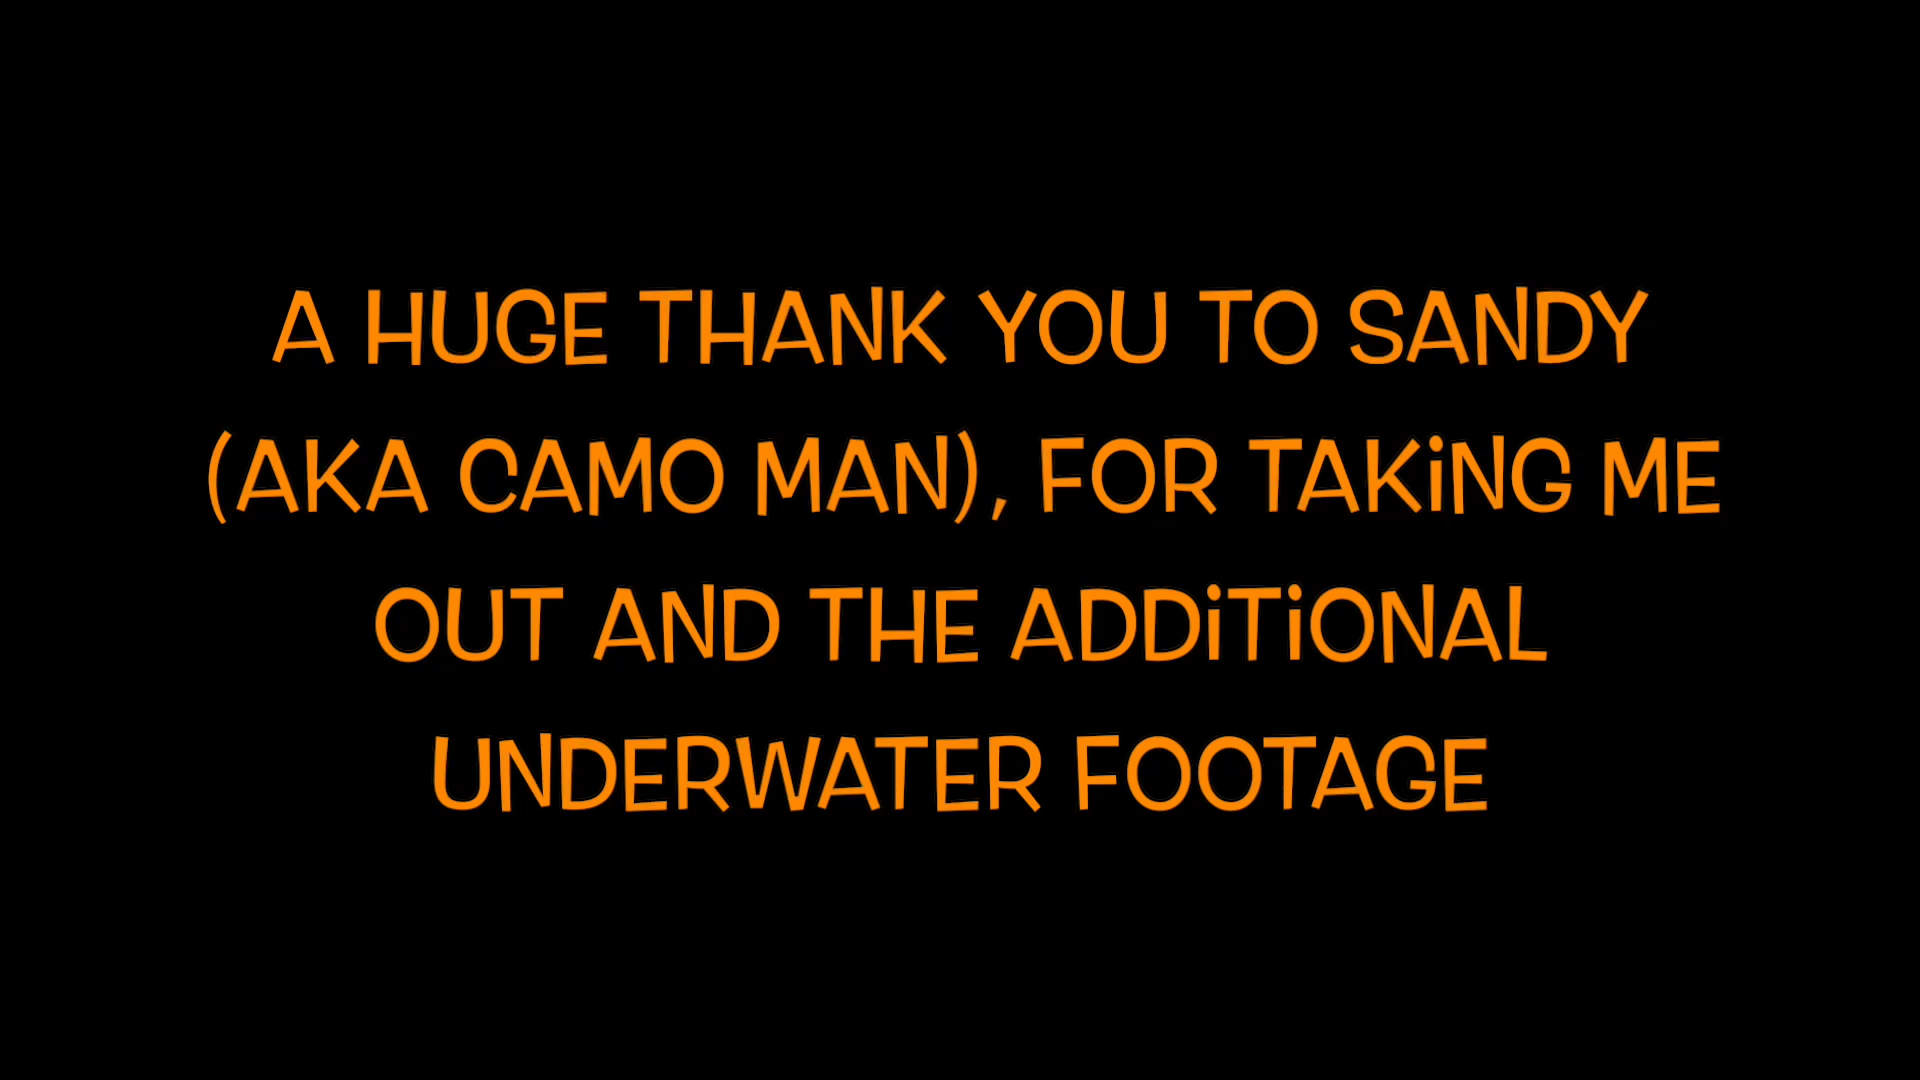 A HUGE THANK YOU TO SANDY
(AKA CAMO MAN), FOR TAKiNG ME
OUT AND THE ADDiTiONAL
UNDERWATER FOOTAGE